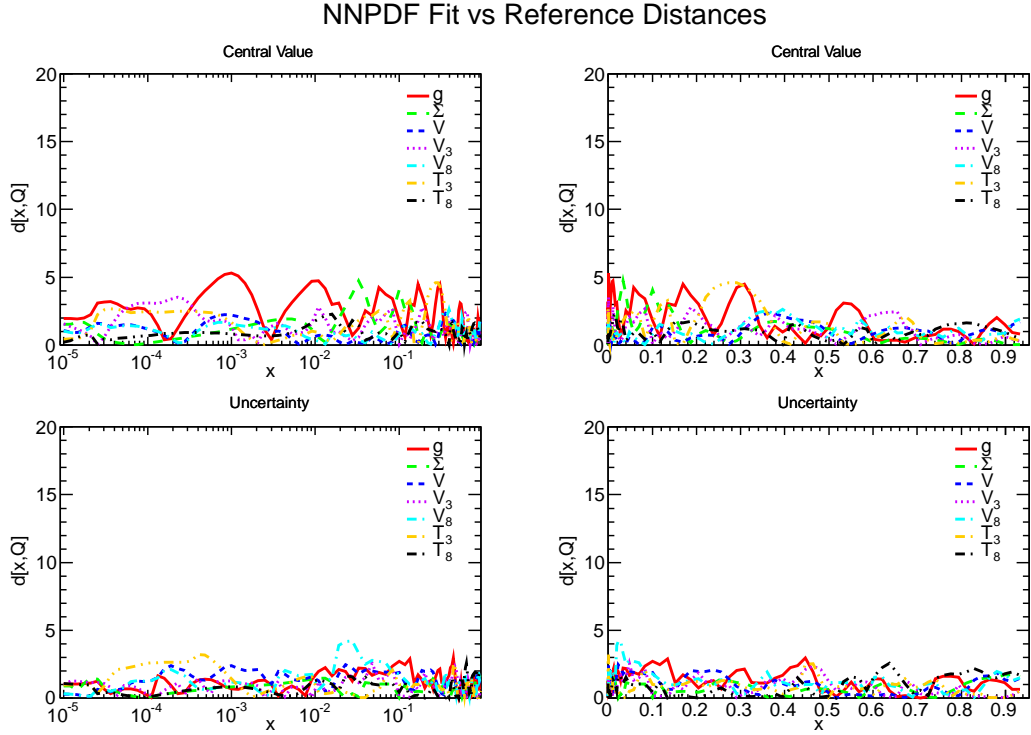 NNPDF Fit vs Reference Distances
Central Value
d[x,Q]
20
15
10
5
0
g
Σ
V
V3
V8
T3
T8
10-5 10-4 10-3 10-2 10-1
x
Central Value
d[x,Q]
20
15
10
5
0
g
Σ
V
V3
V8
T3
T8
0 0.1 0.2 0.3 0.4 0.5 0.6 0.7 0.8 0.9
x
Uncertainty
d[x,Q]
20
15
10
5
0
g
Σ
V
V3
V8
T3
T8
10-5 10-4 10-3 10-2 10-1
x
Uncertainty
d[x,Q]
20
15
10
5
0
g
Σ
V
V3
V8
T3
T8
0 0.1 0.2 0.3 0.4 0.5 0.6 0.7 0.8 0.9
x